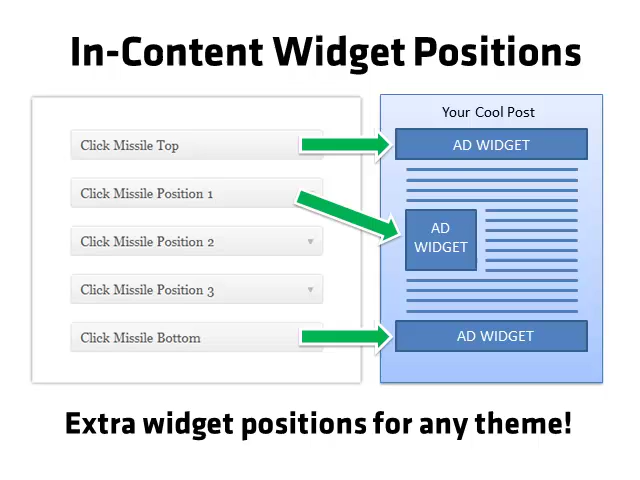 In-Content Widget Positions
Click Missile Top
Click Missile Position 1
Click Missile Position 2
Click Missile Position 3
Click Missile Bottom
Your Cool Post
AD WIDGET
AD
WIDGET
AD WIDGET
Extra widget positions for any theme!